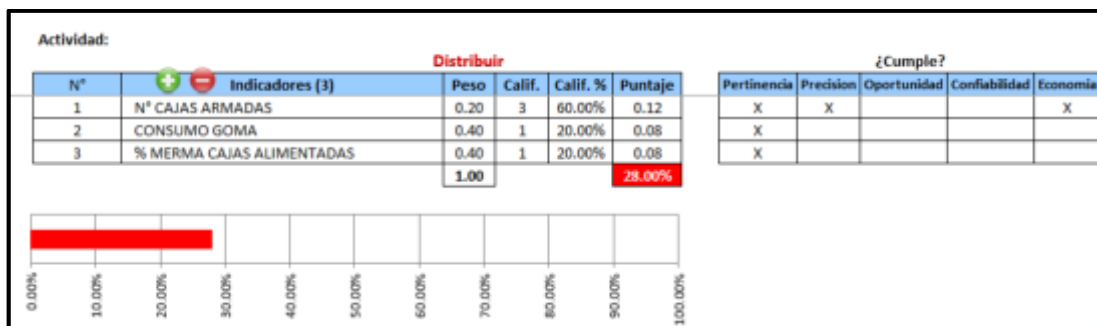 Actividad:
Distribuir
¿Cumple?
N° Indicadores (3) Peso Calif. Calif. % Puntaje Pertinencia Precision Oportunidad Confiabilidad Economia
1 N° CAJAS ARMADAS 0.20 3 60.00% 0.12 X X X
2 CONSUMO GOMA 0.40 1 20.00% 0.08 X
3 % MERMA CAJAS ALIMENTADAS 0.40 1 20.00% 0.08 X
1.00 28.00%
0.00% 10.00% 20.00% 30.00% 40.00% 50.00% 60.00% 70.00% 80.00% 90.00% 100.00%